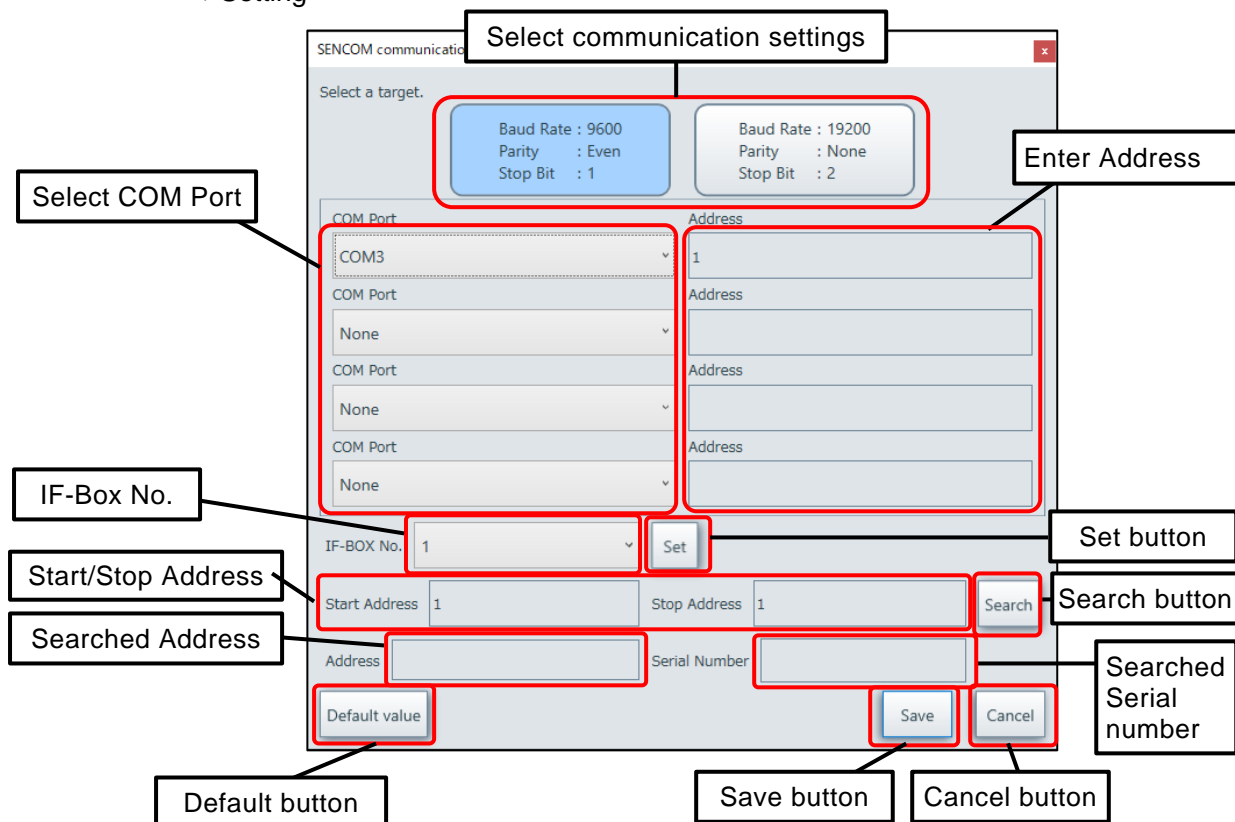 Setting
Select communication settings
SENCOM communicatio
x
Select a target.
Baud Rate : 9600
Parity : Even
Stop Bit : 1
Baud Rate : 19200
Parity : None
Stop Bit : 2
Enter Address
Select COM Port
COM Port
Address
COM3
1
COM Port
Address
None
COM Port
Address
None
COM Port
Address
None
IF-Box No.
IF-BOX No.
1
Set
Set button
Start/Stop Address
Start Address
1
Stop Address
1
Search
Search button
Searched Address
Address
Serial Number
Searched
Serial
number
Default value
Save
Cancel
Default button
Save button
Cancel button